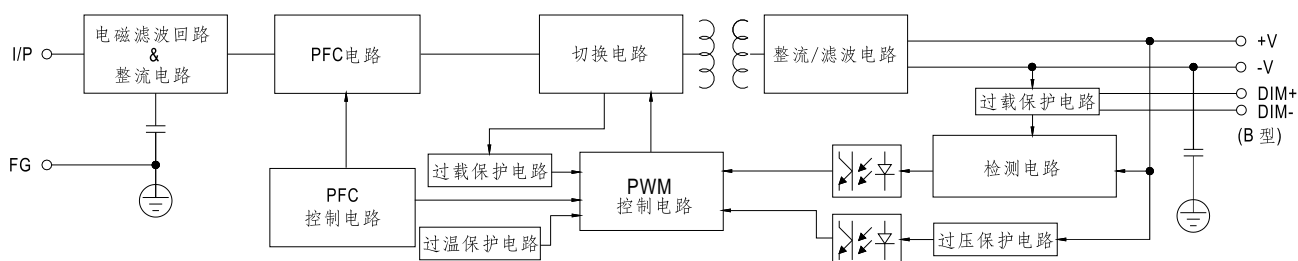 I/P
电磁滤波回路
&
整流电路
PFC电路
切换电路
整流/滤波电路
+V
-V
DIM+
DIM-
(B 型)
过载保护电路
FG
过载保护电路
检测电路
PFC
控制电路
PWM
控制电路
过温保护电路
过压保护电路